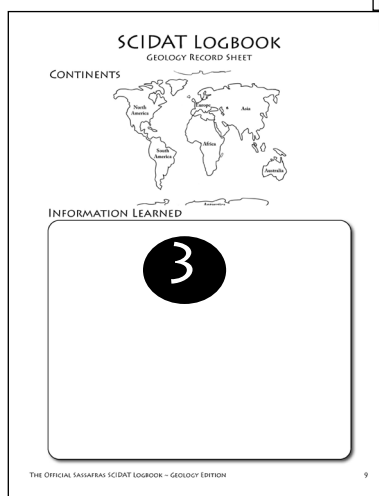 SCIDAT LOGBOOK
GEOLOGY RECORD SHEET
CONTINENTS
North
America
Europe
Asia
Africa
South
America
Australia
INFORMATION LEARNED
3
THE OFFICIAL SASSAFRAS SCIDAT LOGBOOK ~ GEOLOGY EDITION 9